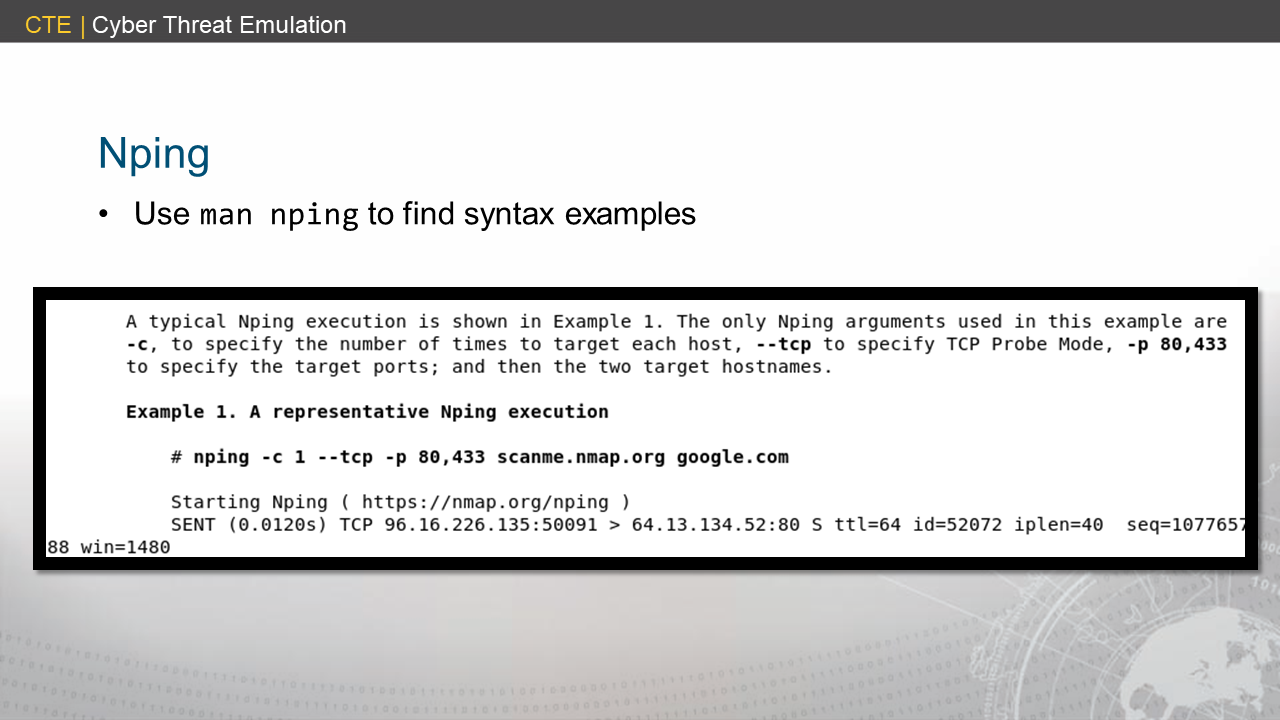 CTE | Cyber Threat Emulation
Nping
• Use man nping to find syntax examples
A typical Nping execution is shown in Example 1. The only Nping arguments used in this example are
-c, to specify the number of times to target each host, --tcp to specify TCP Probe Mode, -p 80,433
to specify the target ports; and then the two target hostnames.
Example 1. A representative Nping execution
# nping -c 1 --tcp -p 80,433 scanme.nmap.org google.com
Starting Nping ( https://nmap.org/nping )
SENT (0.0120s) TCP 96.16.226.135:50091 > 64.13.134.52:80 S ttl=64 id=52072 iplen=40  seq=1077657
88 win=1480